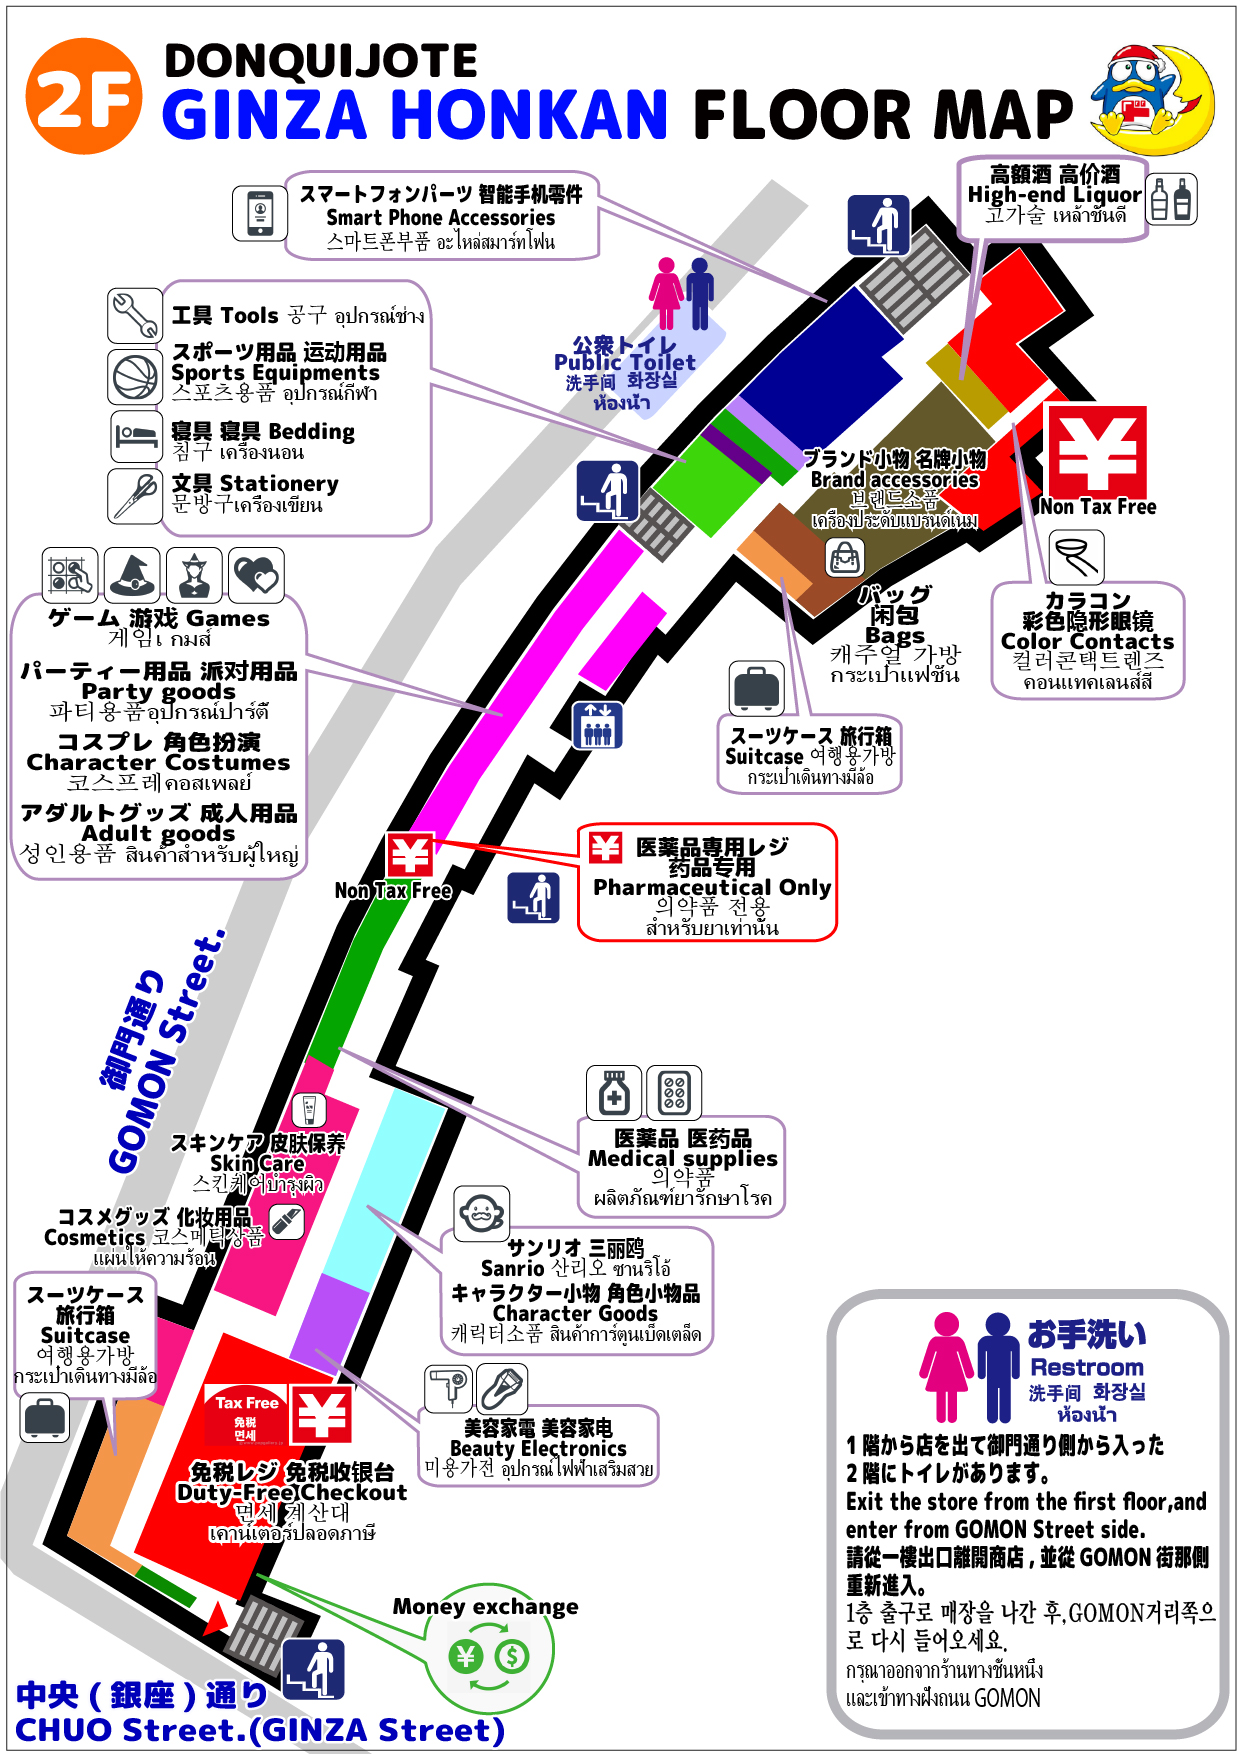 2F
DONQUIJOTE
GINZA HONKAN FLOOR MAP
スマートフォンパーツ 智能手机零件
Smart Phone Accessories
스마트폰부품 อะไหล่สมาร์ทโฟน
高額酒 高价酒
High-end Liquor
고가술 เหล้าชั้นดี
工具 Tools 공구 อุปกรณ์ช่าง
スポーツ用品 运动用品
Sports Equipments
스포츠용품 อุปกรณ์กีฬา
寝具 寝具 Bedding
침구 เครื่องนอน
文具 Stationery
문방구เครื่องเขียน
公衆トイレ
Public Toilet
洗手间 화장실
ห้องน้ำ
ブランド小物 名牌小物
Brand accessories
브랜드소품
เครื่องประดับแบรนด์เนม
Non Tax Free
ゲーム 游戏 Games
게임เกมส์
パーティー用品 派对用品
Party goods
파티용품อุปกรณ์ปาร์ตี้
コスプレ 角色扮演
Character Costumes
코스프레คอสเพลย์
アダルトグッズ 成人用品
Adult goods
성인용품 สินค้าสำหรับผู้ใหญ่
バッグ
闲包
Bags
캐주얼 가방
กระเป๋าแฟชั่น
カラコン
彩色隐形眼镜
Color Contacts
컬러콘택트렌즈
คอนแทคเลนส์สี
スーツケース 旅行箱
Suitcase 여행용가방
กระเป๋าเดินทางมีล้อ
Non Tax Free
医薬品専用レジ
药品专用
Pharmaceutical Only
의약품 전용
สำหรับยาเท่านั้น
御門通り
GOMON Street.
スキンケア 皮肤保养
Skin Care
스킨케어บำรุงผิว
医薬品 医药品
Medical supplies
의약품
ผลิตภัณฑ์ยารักษาโรค
コスメグッズ 化妆用品
Cosmetics 코스메틱상품
แผ่นให้ความร้อน
サンリオ 三丽鸥
Sanrio 산리오 ซานริโอ้
キャラクター小物 角色小物品
Character Goods
캐릭터소품 สินค้าการ์ตูนเบ็ดเตล็ด
スーツケース
旅行箱
Suitcase
여행용가방
กระเป๋าเดินทางมีล้อ
Tax Free
免税
면세
美容家電 美容家电
Beauty Electronics
미용가전 อุปกรณ์ไฟฟ้าเสริมสวย
免税レジ 免税收银台
Duty-Free Checkout
면세 계산대
เคาน์เตอร์ปลอดภาษี
Money exchange
中央(銀座)通り
CHUO Street.(GINZA Street)
お手洗い
Restroom
洗手间 화장실
ห้องน้ำ
1階から店を出て御門通り側から入った
2階にトイレがあります。
Exit the store from the first floor,and
enter from GOMON Street side.
請從一樓出口離開商店,並從 GOMON 街那側
重新進入。
1층 출구로 매장을 나간 후,GOMON거리쪽으
로 다시 들어오세요.
กรุณาออกจากร้านทางชั้นหนึ่ง
และเข้าทางฝั่งถนน GOMON